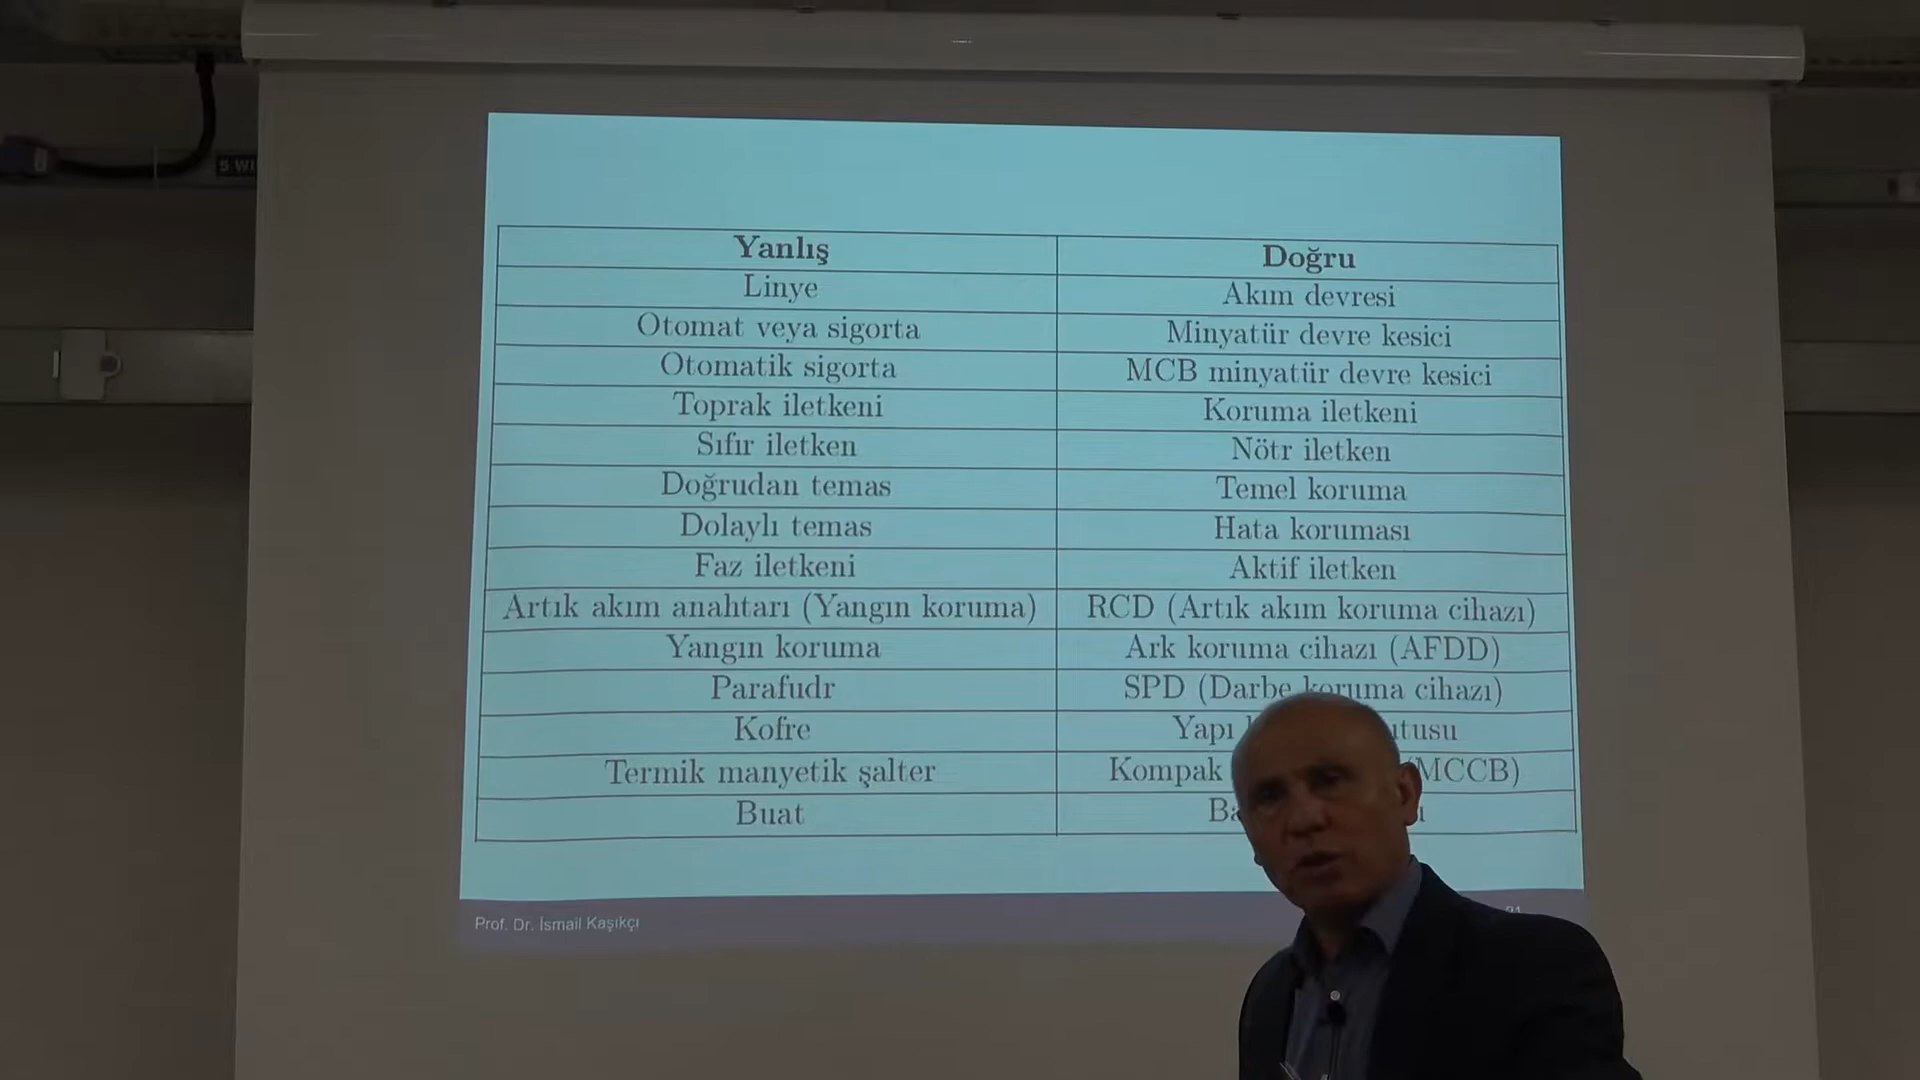 5 WI
Yanlış Doğru
Linye Akım devresi
Otomat veya sigorta Minyatür devre kesici
Otomatik sigorta MCB minyatür devre kesici
Toprak iletkeni Koruma iletkeni
Sıfır iletken Nötr iletken
Doğrudan temas Temel koruma
Dolaylı temas Hata koruması
Faz iletkeni Aktif iletken
Artık akım anahtarı (Yangın koruma) RCD (Artık akım koruma cihazı)
Yangın koruma Ark koruma cihazı (AFDD)
Parafudr SPD (Darbe koruma cihazı)
Kofre Yapı
Termik manyetik şalter Kompak (MCCB)
Buat
Prof. Dr. İsmail Kaşıkçı